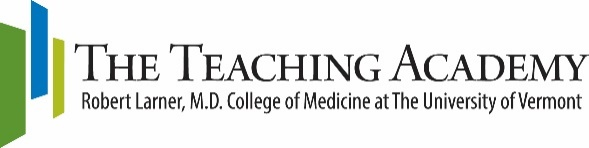 The Teaching Academy
Robert Larner, M.D. College of Medicine at The University of Vermont